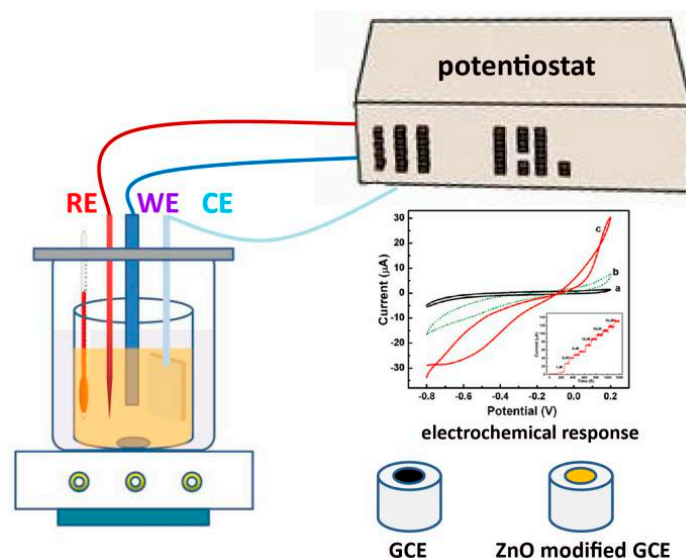 potentiostat
RE WE CE
30
20
10
0
-10
-20
-30
Current (µA)
c
b
a
-0.8 -0.6 -0.4 -0.2 0.0 0.2
Potential (V)
Time (S)
electrochemical response
GCE
ZnO modified GCE